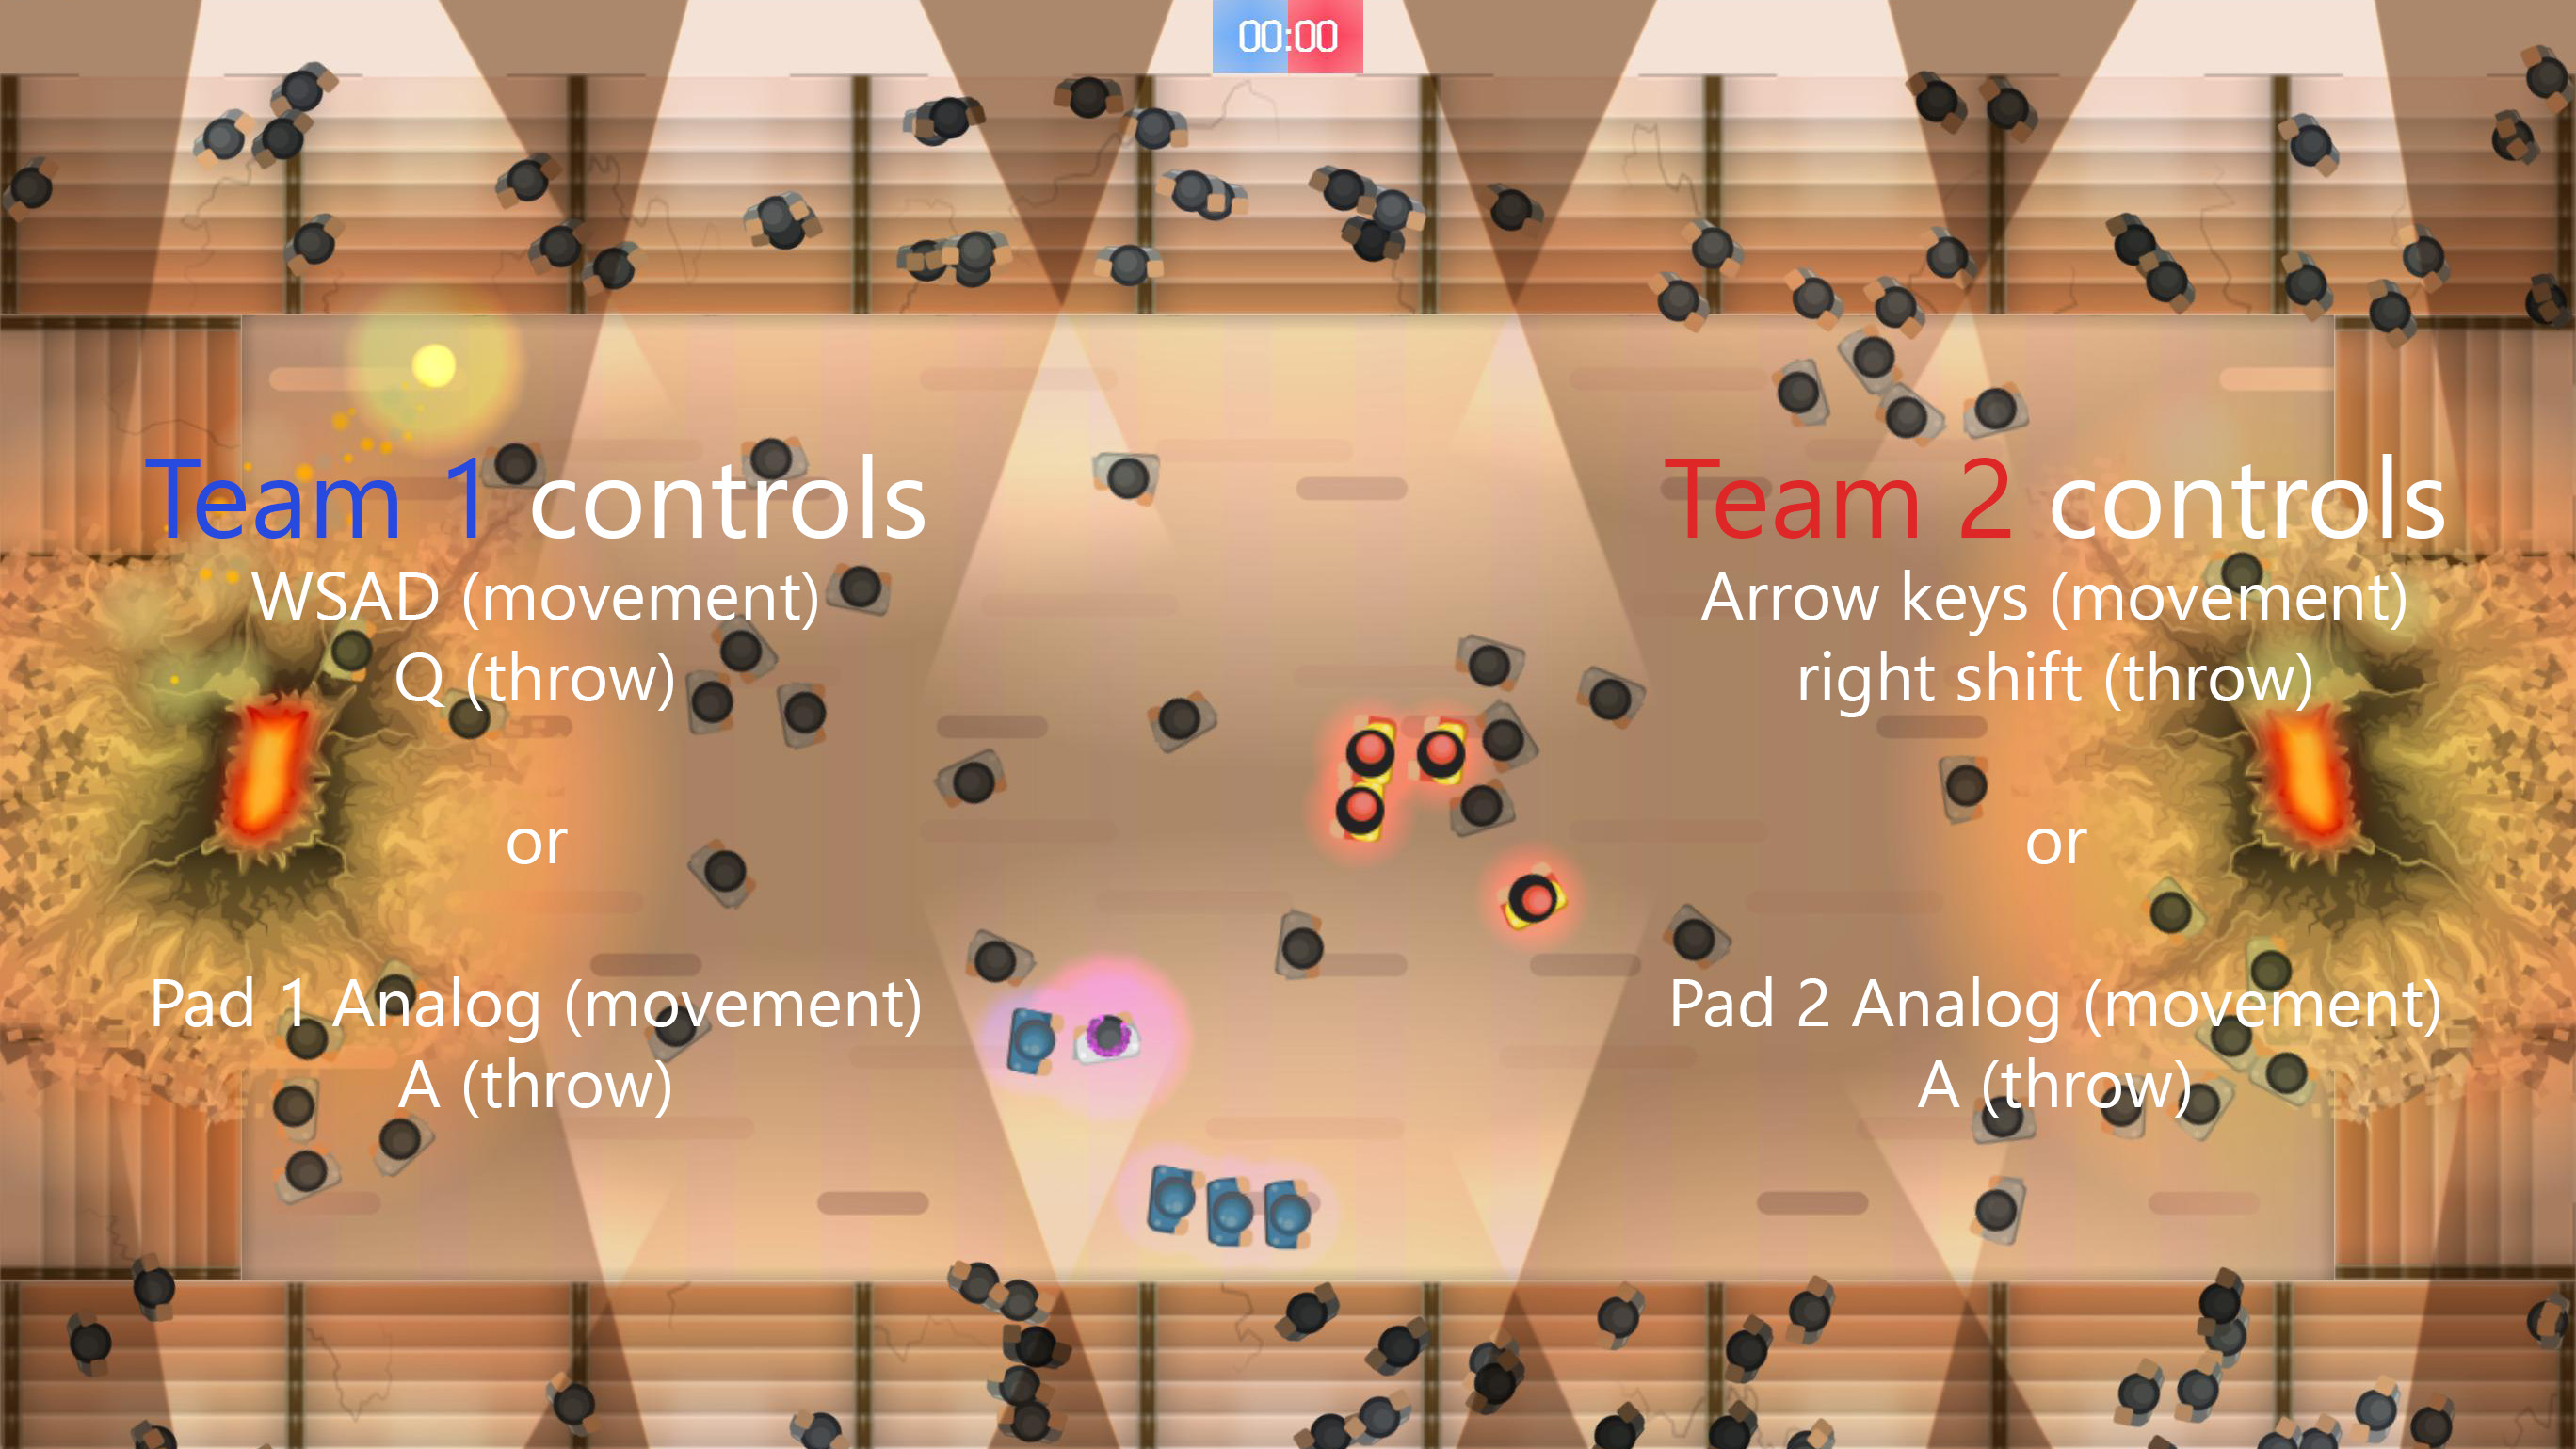 00:00
Team 1 controls
WSAD (movement)
Q (throw)
or
Pad 1 Analog (movement)
A (throw)
Team 2 controls
Arrow keys (movement)
right shift (throw)
or
Pad 2 Analog (movement)
A (throw)